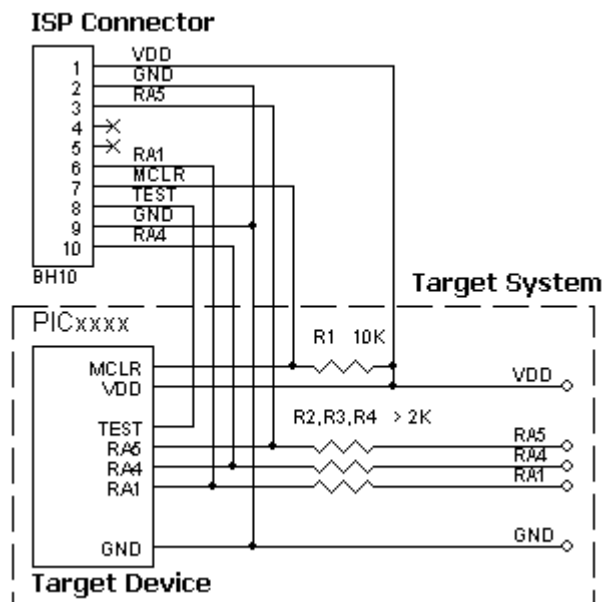 ISP Connector
VDD
1
GND
2
RA5
3
4
5
RA1
6
MCLR
7
TEST
8
GND
9
RA4
10
BH10
Target System
PICxxxx
R1 10K
MCLR
VDD
VDD
R2,R3,R4 > 2K
TEST
RA5
RA5
RA4
RA4
RA1
RA1
GND
GND
Target Device